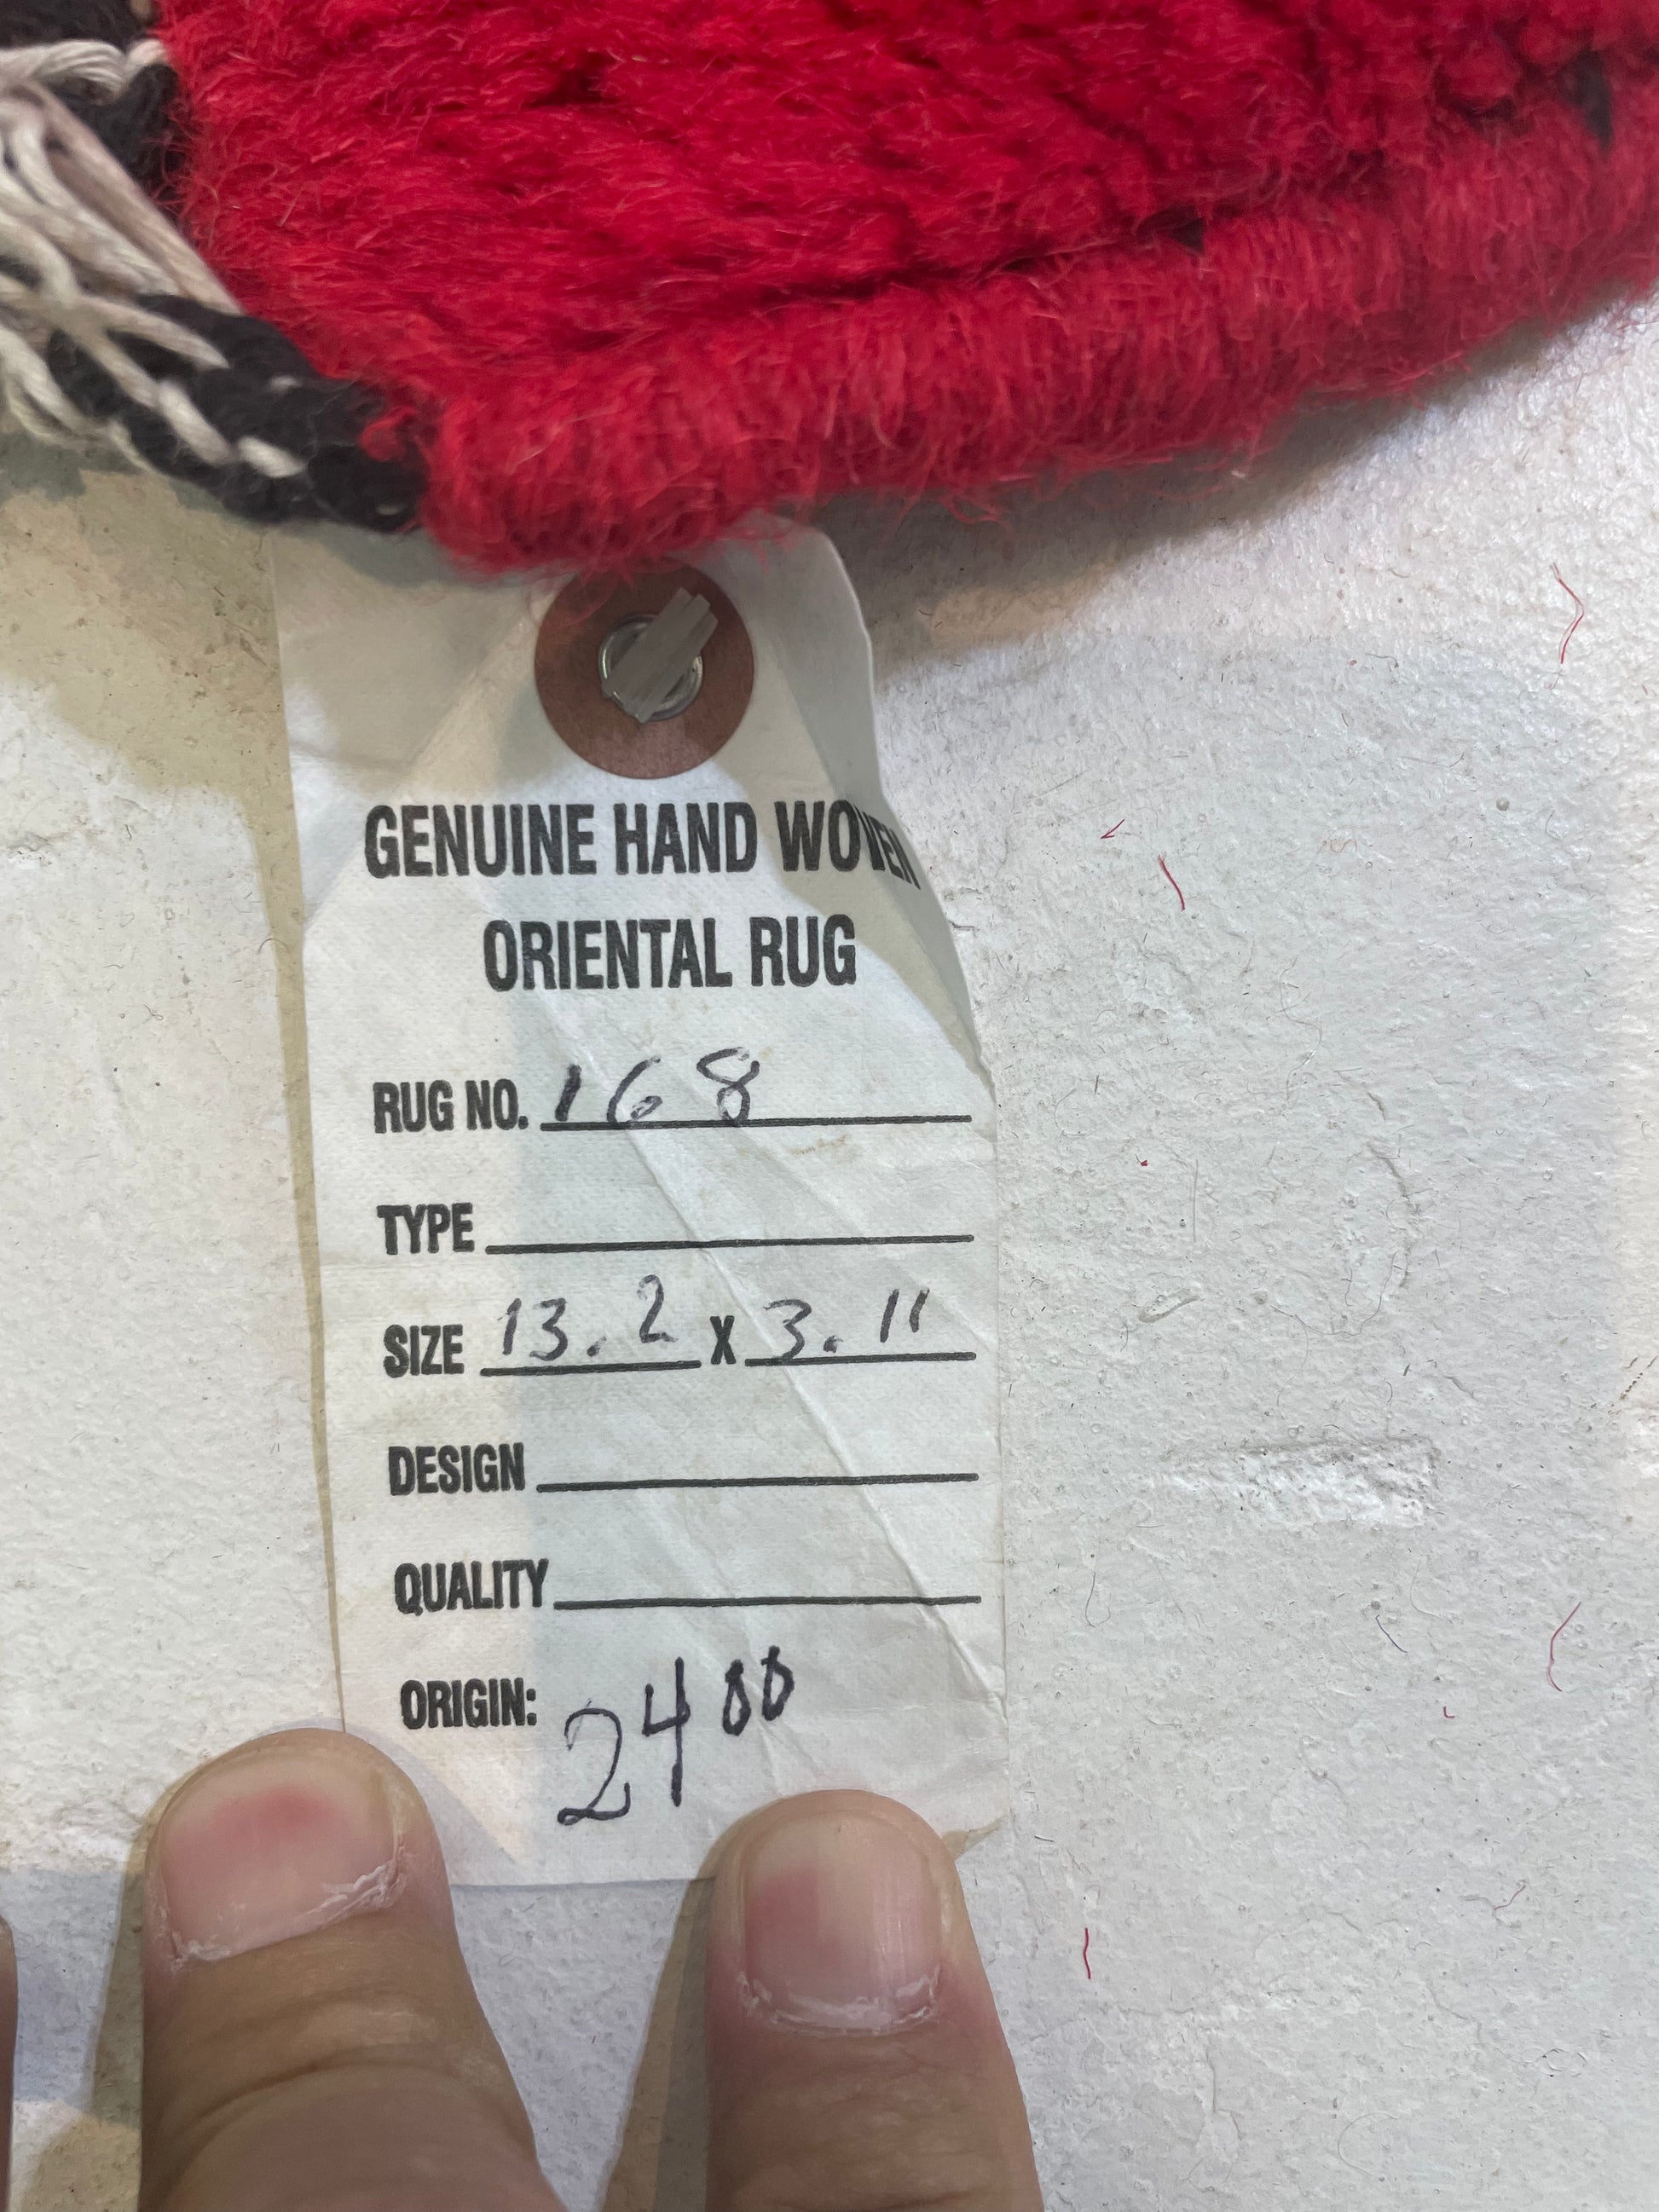 GENUINE HAND WOVEN
ORIENTAL RUG
RUG NO. 168
TYPE
SIZE 13.2 X 3.11
DESIGN
QUALITY
ORIGIN: 2400